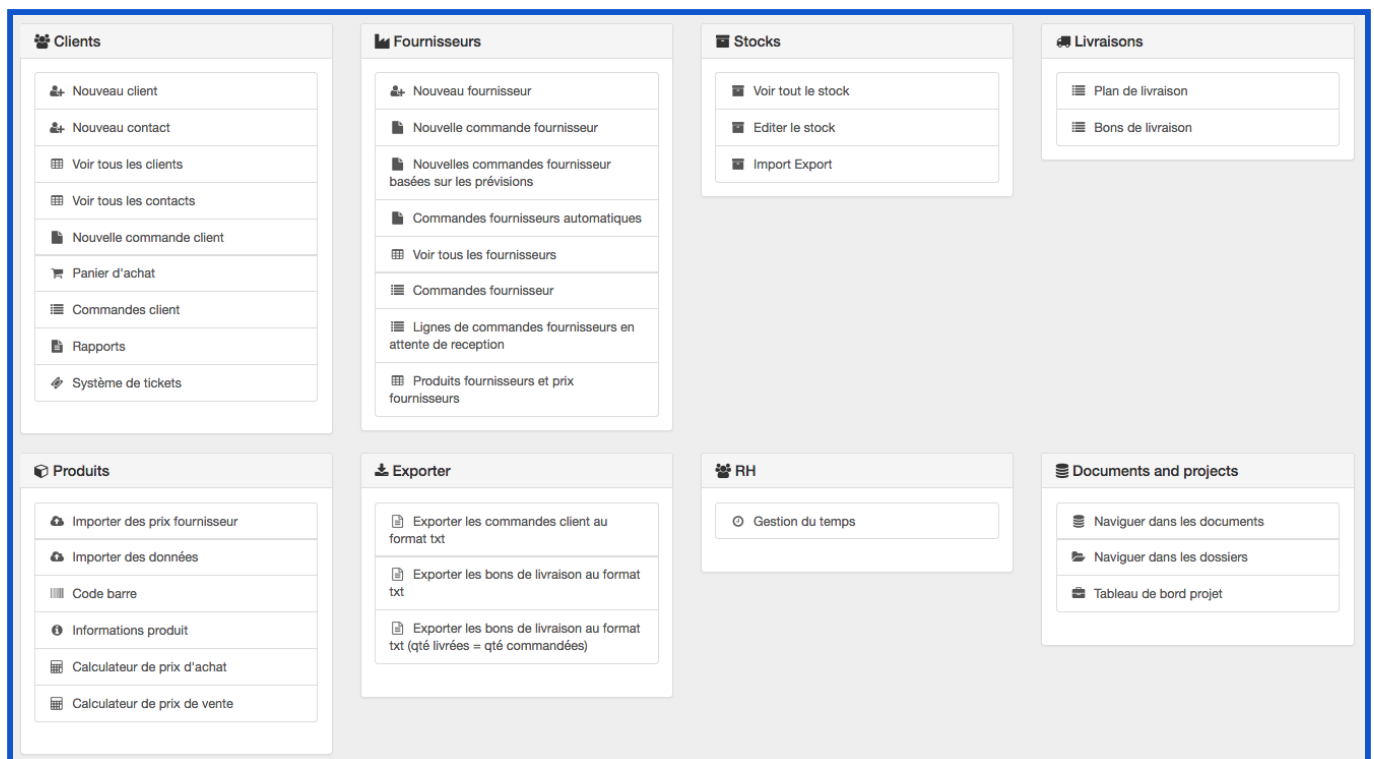 Clients
Nouveau client
Nouveau contact
Voir tous les clients
Voir tous les contacts
Nouvelle commande client
Panier d'achat
Commandes client
Rapports
Système de tickets
Fournisseurs
Nouveau fournisseur
Nouvelle commande fournisseur
Nouvelles commandes fournisseur
basées sur les prévisions
Commandes fournisseurs automatiques
Voir tous les fournisseurs
Commandes fournisseur
Lignes de commandes fournisseurs en
attente de reception
Produits fournisseurs et prix
fournisseurs
Stocks
Voir tout le stock
Editer le stock
Import Export
Livraisons
Plan de livraison
Bons de livraison
Produits
Importer des prix fournisseur
Importer des données
Code barre
Informations produit
Calculateur de prix d'achat
Calculateur de prix de vente
Exporter
Exporter les commandes client au
format txt
Exporter les bons de livraison au format
txt
Exporter les bons de livraison au format
txt (qté livrées = qté commandées)
RH
Gestion du temps
Documents and projects
Naviguer dans les documents
Naviguer dans les dossiers
Tableau de bord projet